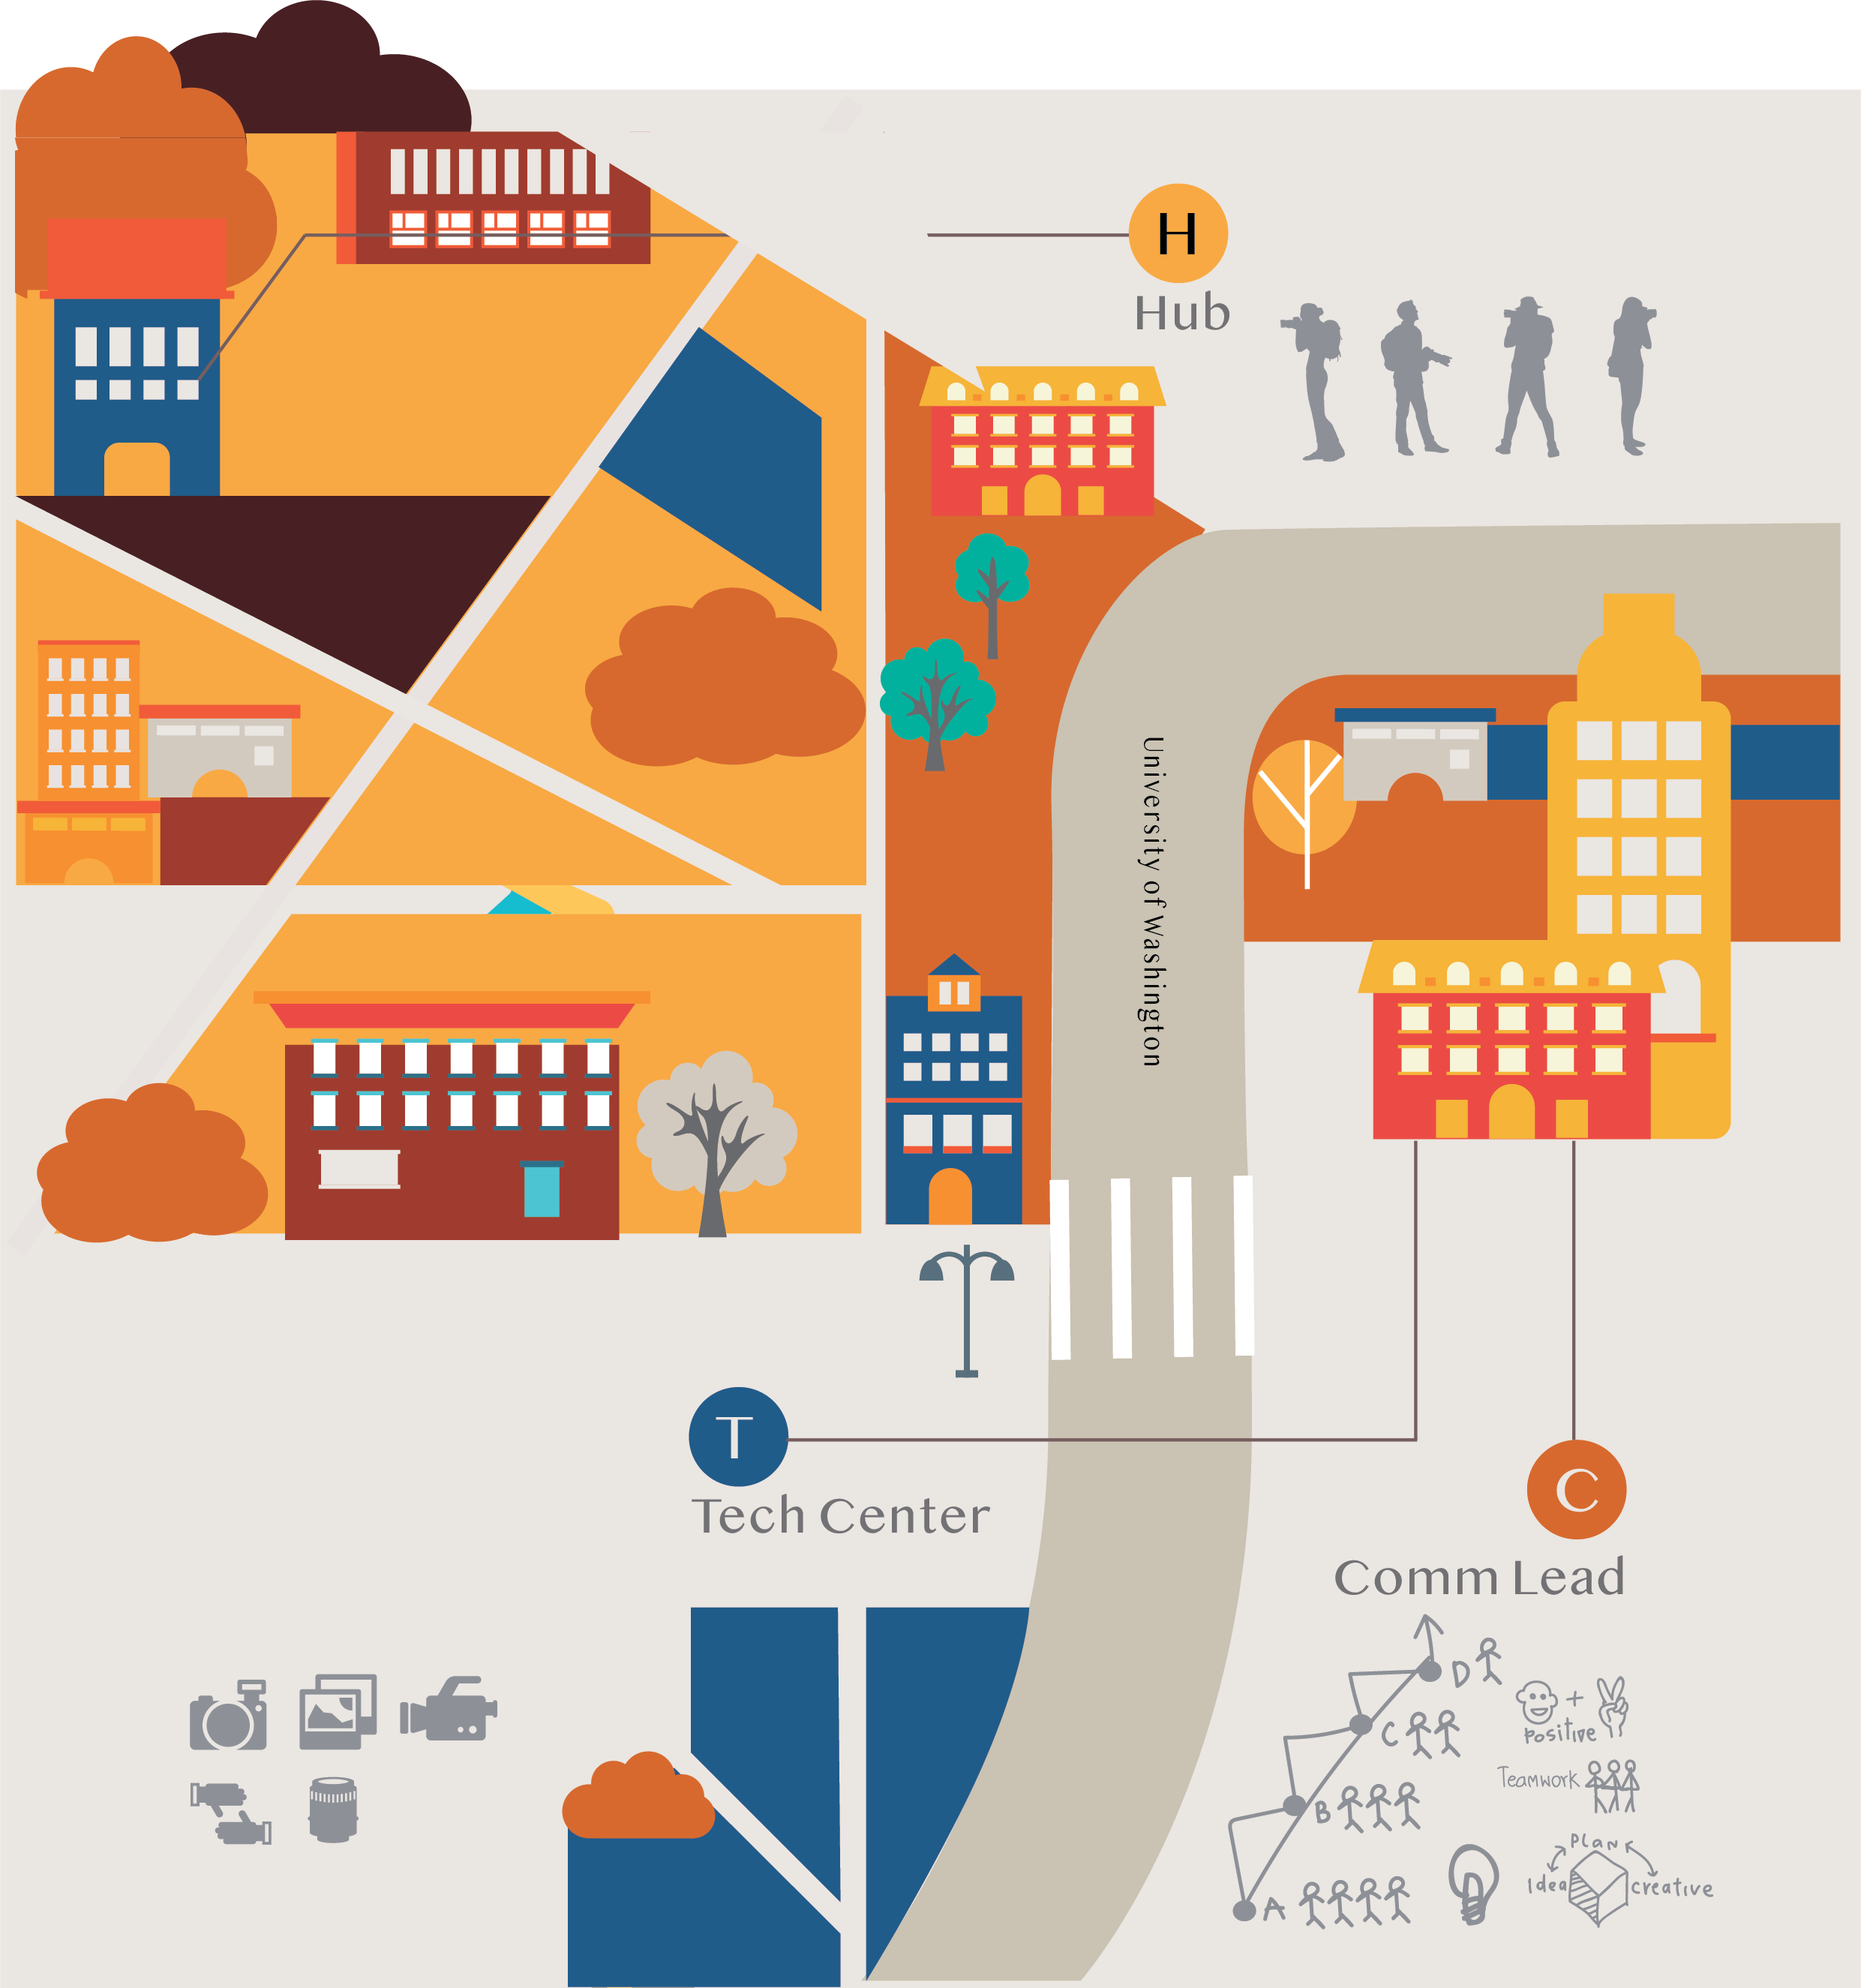 H
Hub
University of Washington
T
Tech Center
C
Comm Lead
D
C
positive
+
Teamwork
B
Plan
Idea
creative
A